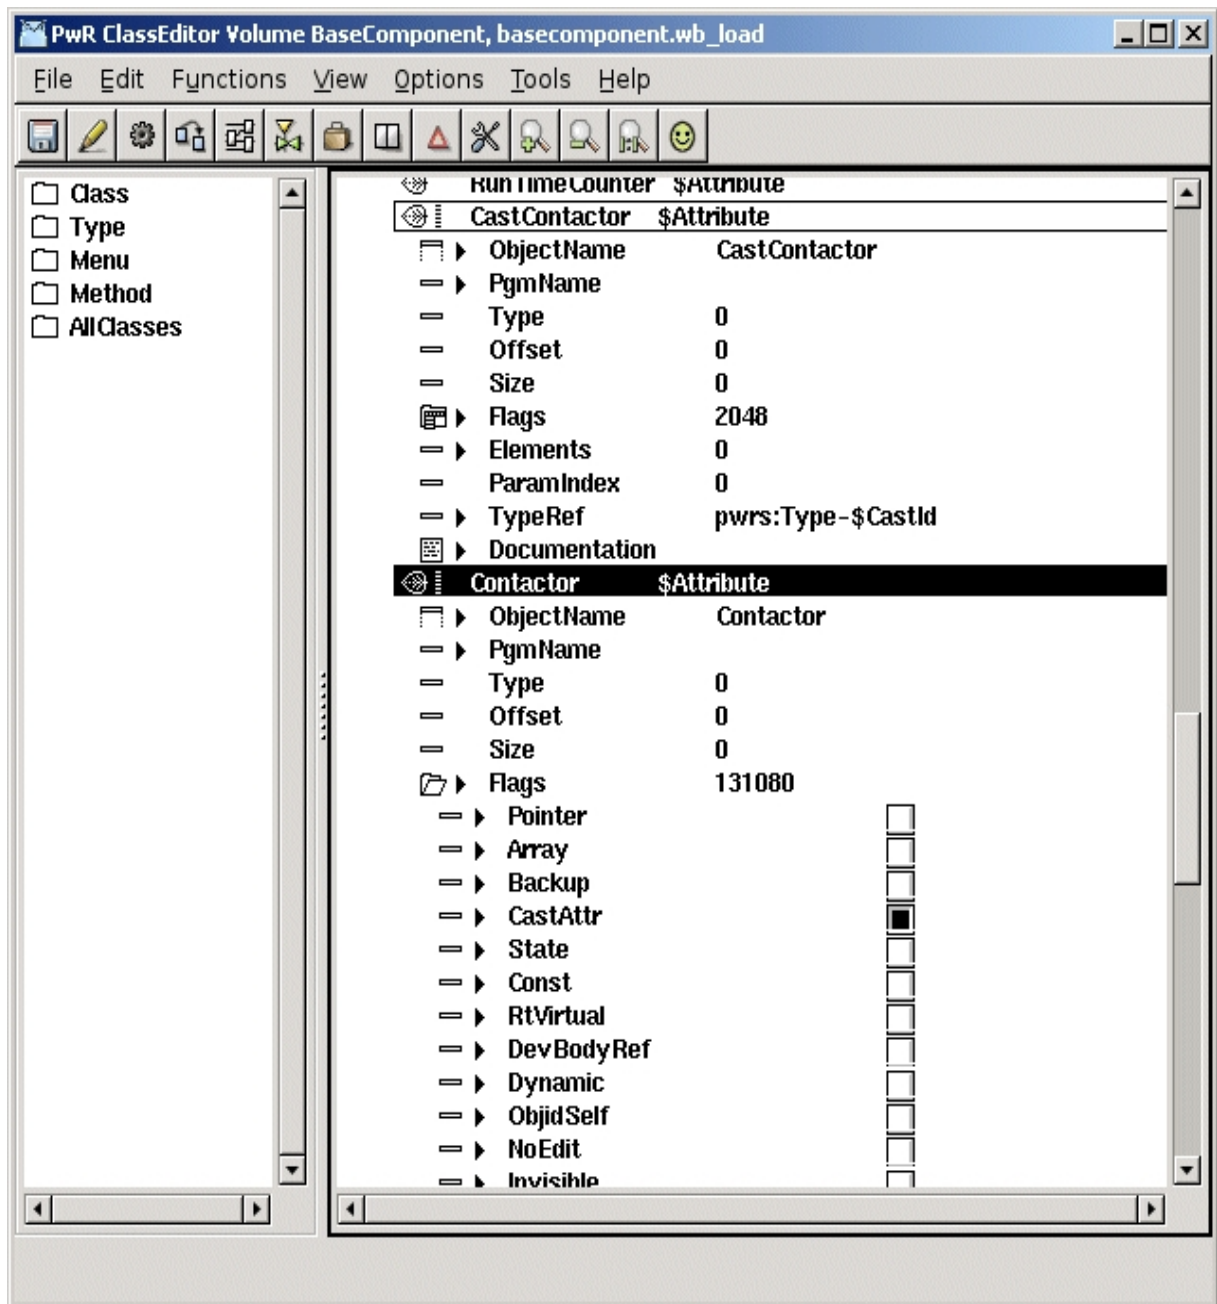 PwR ClassEditor Volume BaseComponent, basecomponent.wb_load
File Edit Functions View Options Tools Help
Class
Type
Menu
Method
AllClasses
RunTimeCounter $Attribute
CastContactor $Attribute
ObjectName CastContactor
PgmName
Type 0
Offset 0
Size 0
Flags 2048
Elements 0
ParamIndex 0
TypeRef pwrs:Type-$CastId
Documentation
Contactor $Attribute
ObjectName Contactor
PgmName
Type 0
Offset 0
Size 0
Flags 131080
Pointer
Array
Backup
CastAttr
State
Const
RtVirtual
DevBodyRef
Dynamic
ObjidSelf
NoEdit
Invisible